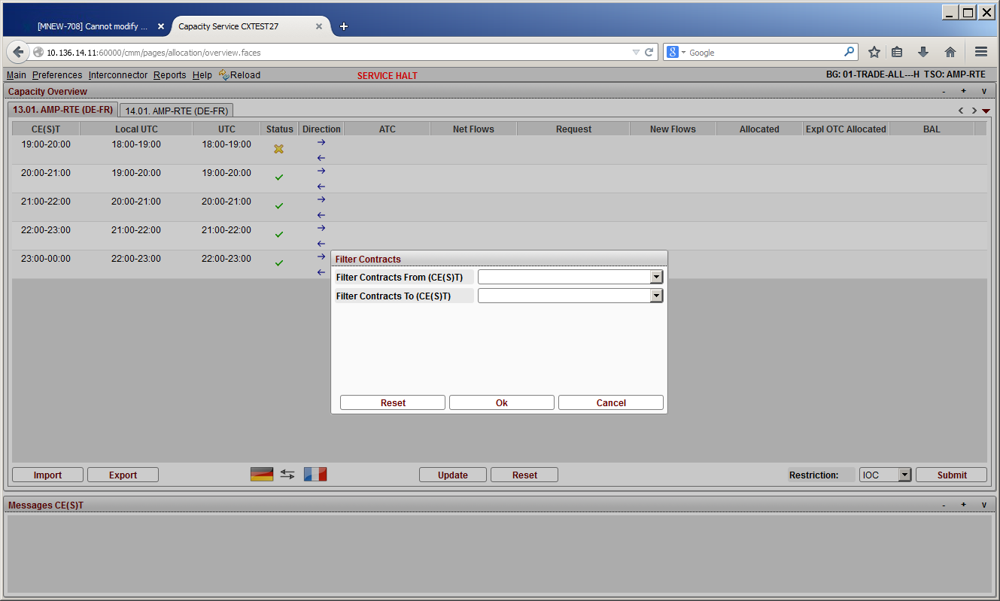 [MNEW-708] Cannot modify ...
Capacity Service CXTEST27
10.136.14.11:60000/cmm/pages/allocation/overview.faces
8 Google
Main Preferences Interconnector Reports Help Reload SERVICE HALT BG: 01-TRADE-ALL---H TSO: AMP-RTE
Capacity Overview - + v
13.01. AMP-RTE (DE-FR) 14.01. AMP-RTE (DE-FR)
CE(S)T Local UTC UTC Status Direction ATC Net Flows Request New Flows Allocated Expl OTC Allocated BAL
19:00-20:00 18:00-19:00 18:00-19:00
20:00-21:00 19:00-20:00 19:00-20:00
21:00-22:00 20:00-21:00 20:00-21:00
22:00-23:00 21:00-22:00 21:00-22:00
23:00-00:00 22:00-23:00 22:00-23:00
Filter Contracts
Filter Contracts From (CE(S)T)
Filter Contracts To (CE(S)T)
Reset Ok Cancel
Import Export Update Reset Restriction: IOC Submit
Messages CE(S)T - + v